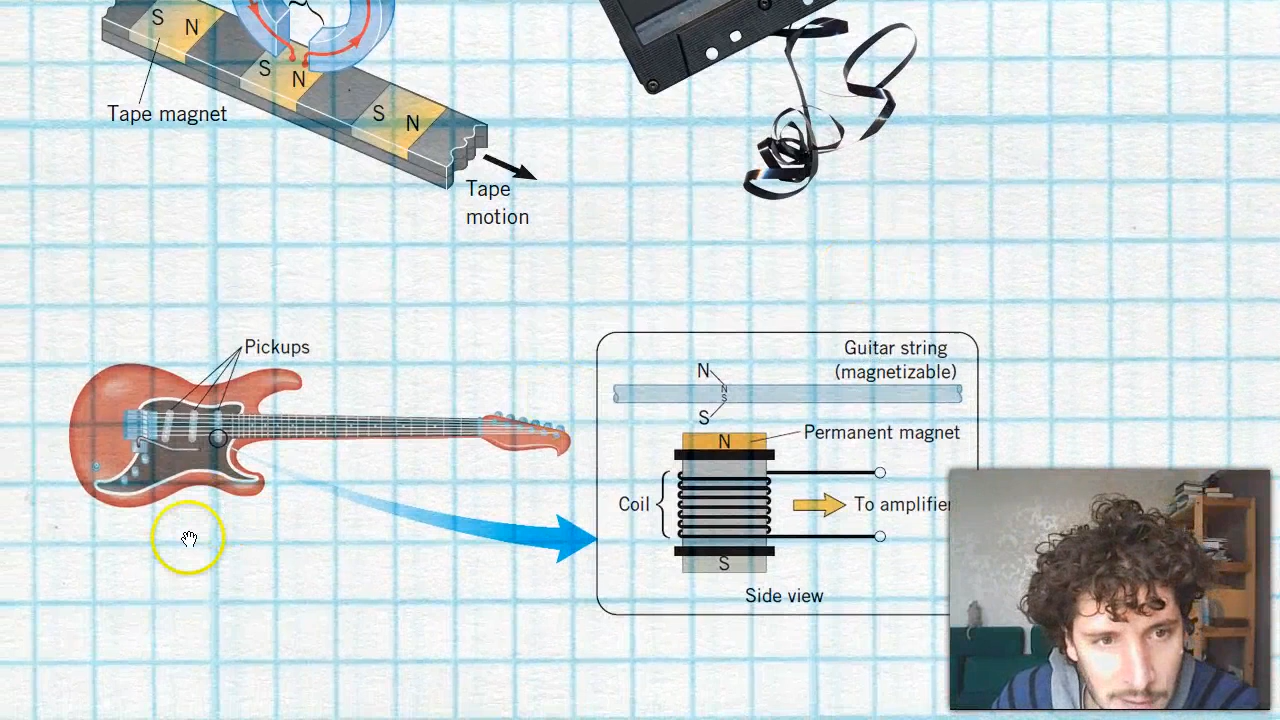 S
N
S
N
S
N
Tape magnet
Tape
motion
Pickups
Guitar string
(magnetizable)
N
N
S
S
N
Permanent magnet
Coil
To amplifier
S
Side view